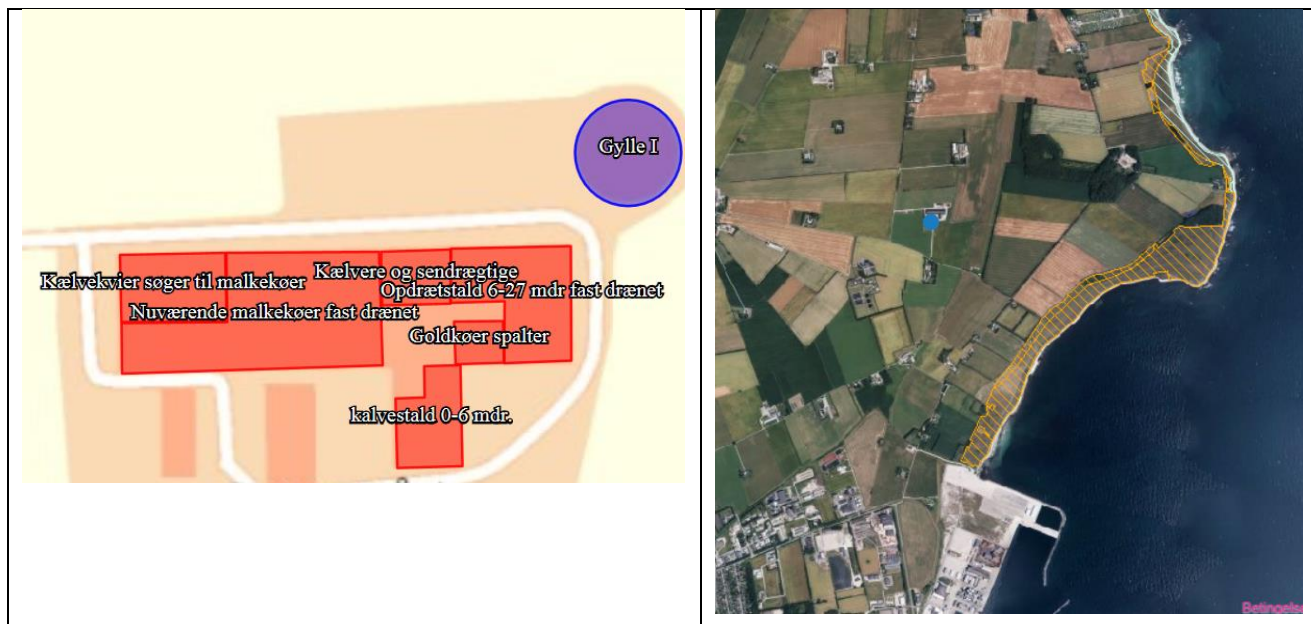 Gylle I
Kælvere og sendrægtige
Kælvekvier søger til malkekøer
Opdrætstald 6-27 mdr fast drænet
Nuværende malkekøer fast drænet
Goldkøer spalter
kalvestald 0-6 mdr.
Betingelse